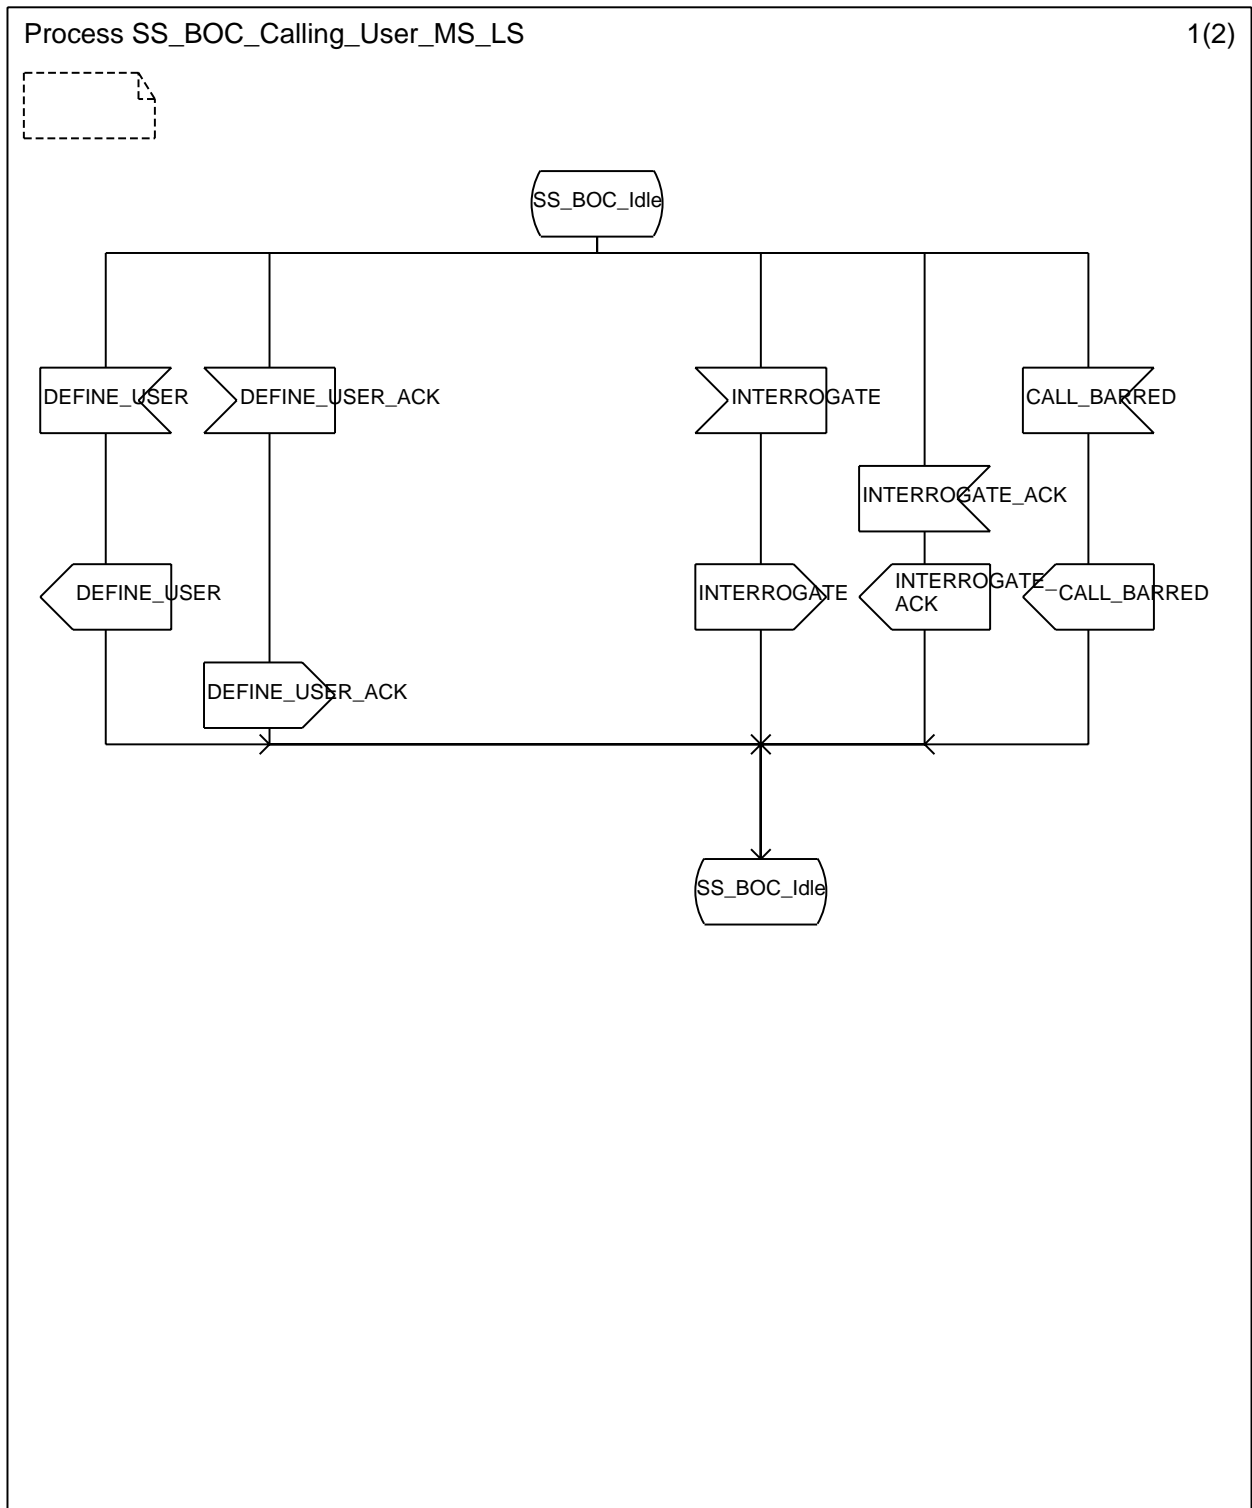 Process SS_BOC_Calling_User_MS_LS
1(2)
SS_BOC_Idle
DEFINE_USER
DEFINE_USER_ACK
INTERROGATE
CALL_BARRED
INTERROGATE_ACK
DEFINE_USER
INTERROGATE
INTERROGATE_
ACK
CALL_BARRED
DEFINE_USER_ACK
SS_BOC_Idle